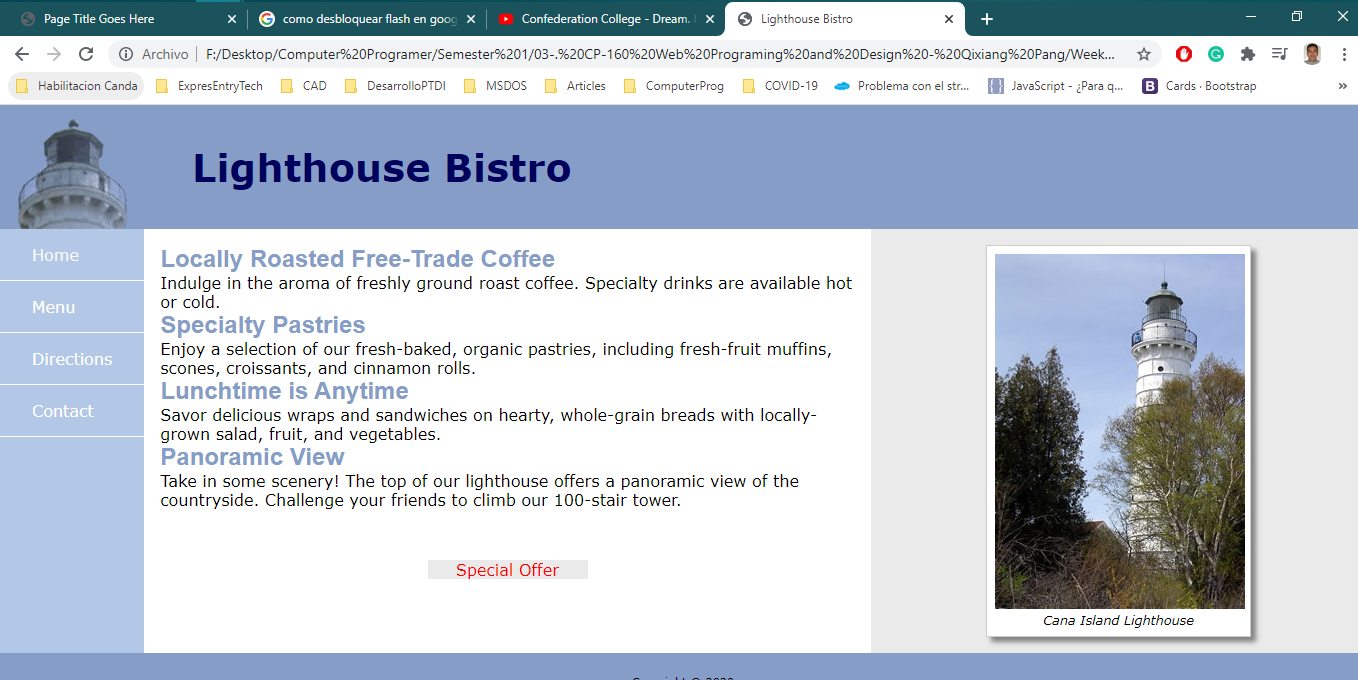 Page Title Goes Here
como desbloquear flash en goog
Confederation College - Dream.
Lighthouse Bistro
Archivo
F:/Desktop/Computer%20Programer/Semester%201/03-.%20CP-160%20Web%20Programing%20and%20Design%20-%20Qixiang%20Pang/Week...
Habilitacion Canda
ExpresEntryTech
CAD
DesarrolloPTDI
MSDOS
Articles
ComputerProg
COVID-19
Problema con el str...
JavaScript - ¿Para q...
B
Cards · Bootstrap
»
Lighthouse Bistro
Home
Menu
Directions
Contact
Locally Roasted Free-Trade Coffee
Indulge in the aroma of freshly ground roast coffee. Specialty drinks are available hot
or cold.
Specialty Pastries
Enjoy a selection of our fresh-baked, organic pastries, including fresh-fruit muffins,
scones, croissants, and cinnamon rolls.
Lunchtime is Anytime
Savor delicious wraps and sandwiches on hearty, whole-grain breads with locally-
grown salad, fruit, and vegetables.
Panoramic View
Take in some scenery! The top of our lighthouse offers a panoramic view of the
countryside. Challenge your friends to climb our 100-stair tower.
Special Offer
Cana Island Lighthouse